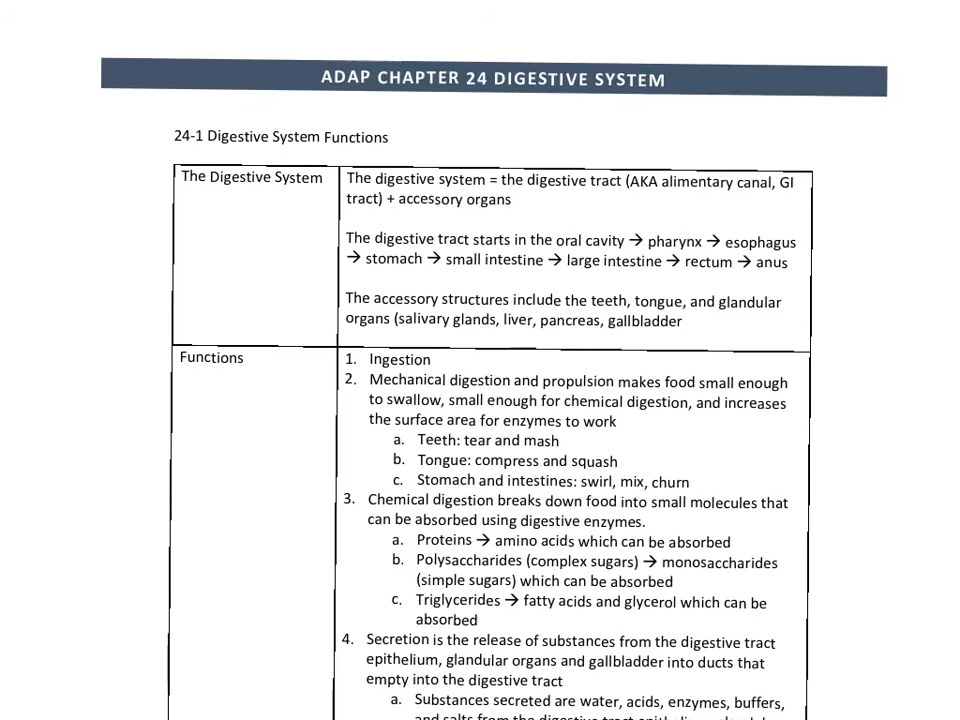 ADAP CHAPTER 24 DIGESTIVE SYSTEM
24-1 Digestive System Functions
The Digestive System
The digestive system = the digestive tract (AKA alimentary canal, GI
tract) + accessory organs
The digestive tract starts in the oral cavity → pharynx → esophagus
→ stomach → small intestine → large intestine → rectum → anus
The accessory structures include the teeth, tongue, and glandular
organs (salivary glands, liver, pancreas, gallbladder
Functions
1. Ingestion
2. Mechanical digestion and propulsion makes food small enough
to swallow, small enough for chemical digestion, and increases
the surface area for enzymes to work
a. Teeth: tear and mash
b. Tongue: compress and squash
c. Stomach and intestines: swirl, mix, churn
3. Chemical digestion breaks down food into small molecules that
can be absorbed using digestive enzymes.
a. Proteins → amino acids which can be absorbed
b. Polysaccharides (complex sugars) → monosaccharides
(simple sugars) which can be absorbed
c. Triglycerides → fatty acids and glycerol which can be
absorbed
4. Secretion is the release of substances from the digestive tract
epithelium, glandular organs and gallbladder into ducts that
empty into the digestive tract
a. Substances secreted are water, acids, enzymes, buffers,
and salts from the digestive tract